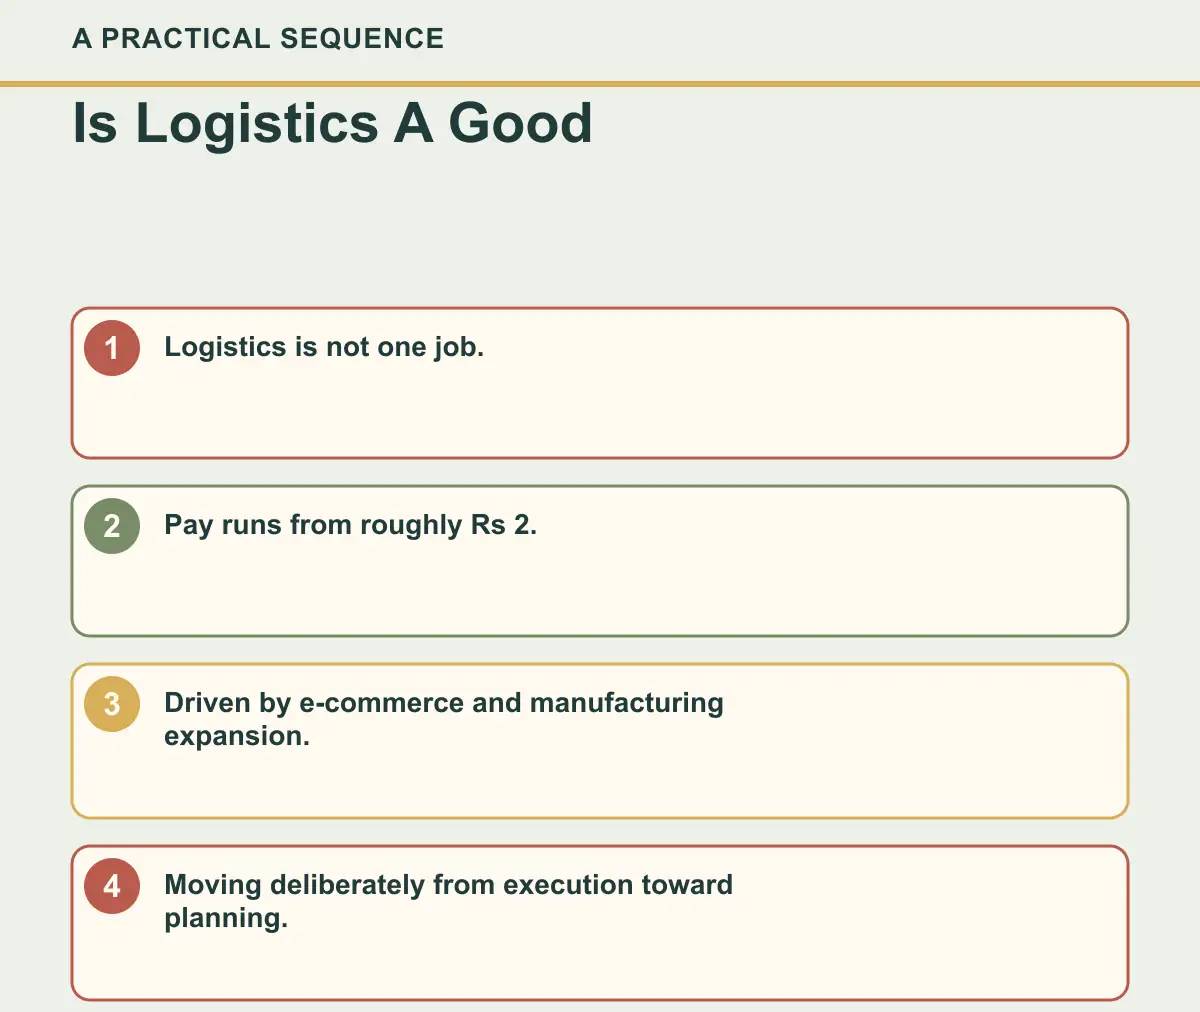 A PRACTICAL SEQUENCE
Is Logistics A Good
1
Logistics is not one job.
2
Pay runs from roughly Rs 2.
3
Driven by e-commerce and manufacturing
expansion.
4
Moving deliberately from execution toward
planning.